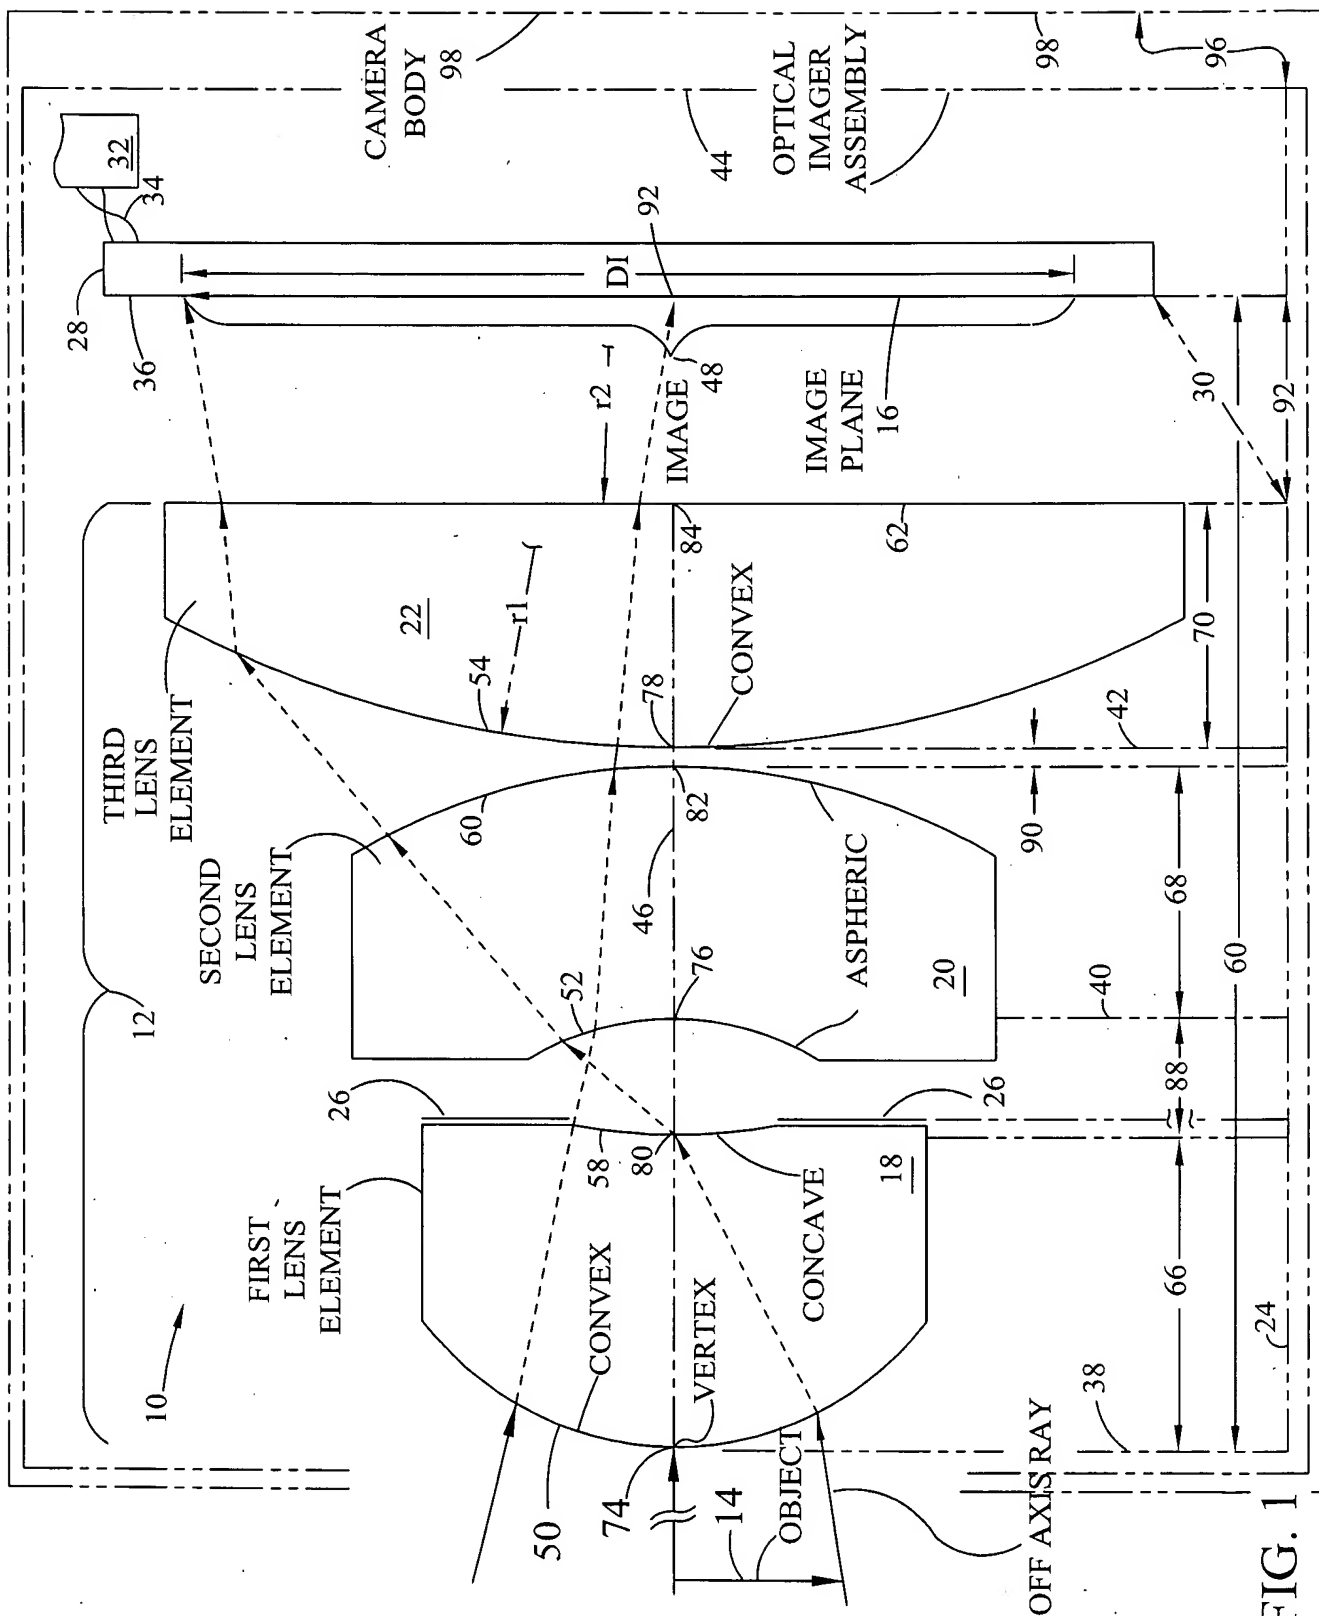 FIG. 1
10
12
FIRST
LENS
ELEMENT
SECOND
LENS
ELEMENT
THIRD
LENS
ELEMENT
28
36
34
32
CAMERA
BODY
98
26
60
54
r1
22
r2
DI
92
44
OPTICAL
IMAGER
ASSEMBLY
98
96
50
CONVEX
58
52
74
VERTEX
80
76
46
82
78
84
IMAGE
48
14
OBJECT
CONCAVE
18
26
ASPHERIC
20
CONVEX
62
IMAGE
PLANE
16
OFF AXIS RAY
38
40
90
42
66
88
68
70
30
60
92
24